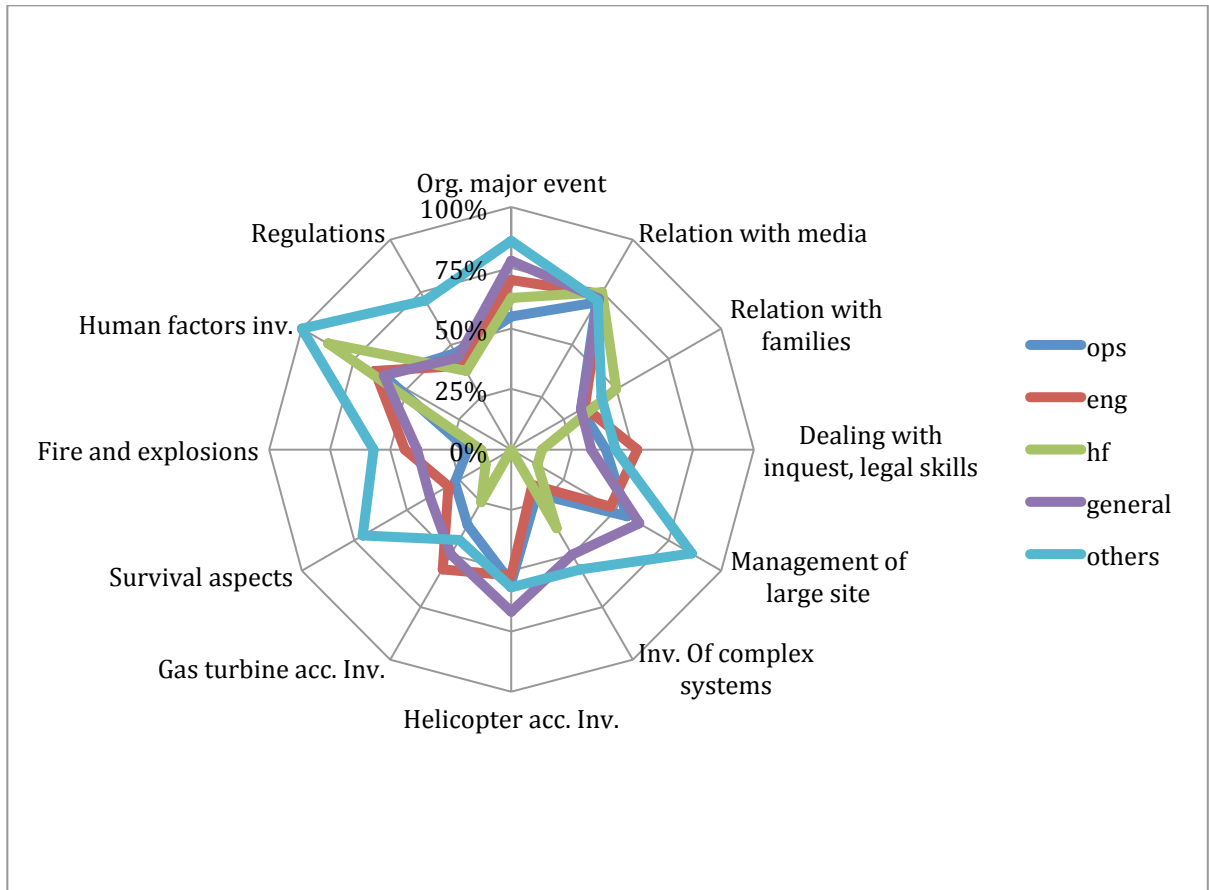 Org. major event
100%
Regulations
Relation with media
75%
Human factors inv.
50%
Relation with
families
25%
Fire and explosions
0%
Dealing with
inquest, legal skills
Survival aspects
Management of
large site
Gas turbine acc. Inv.
Inv. Of complex
systems
Helicopter acc. Inv.
ops
eng
hf
general
others